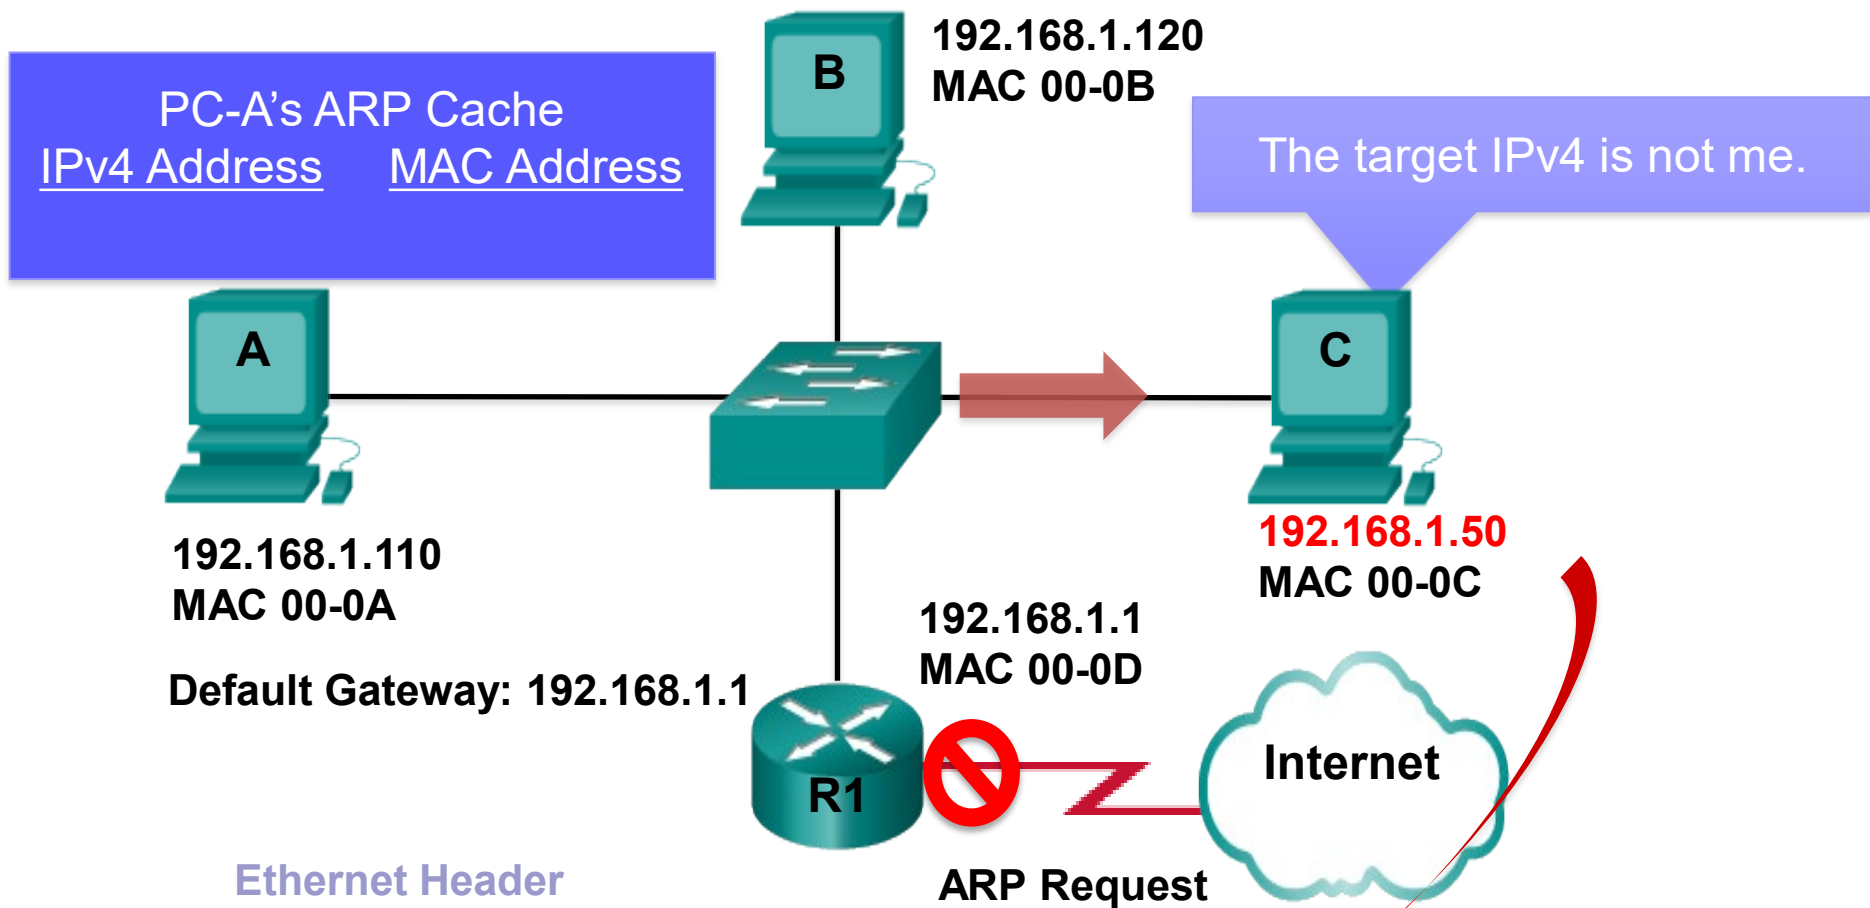 192.168.1.120
MAC 00-0B
B
PC-A’s ARP Cache
IPv4 Address MAC Address
The target IPv4 is not me.
A
C
192.168.1.110
MAC 00-0A
192.168.1.50
MAC 00-0C
192.168.1.1
MAC 00-0D
Default Gateway: 192.168.1.1
R1
Internet
Ethernet Header
ARP Request